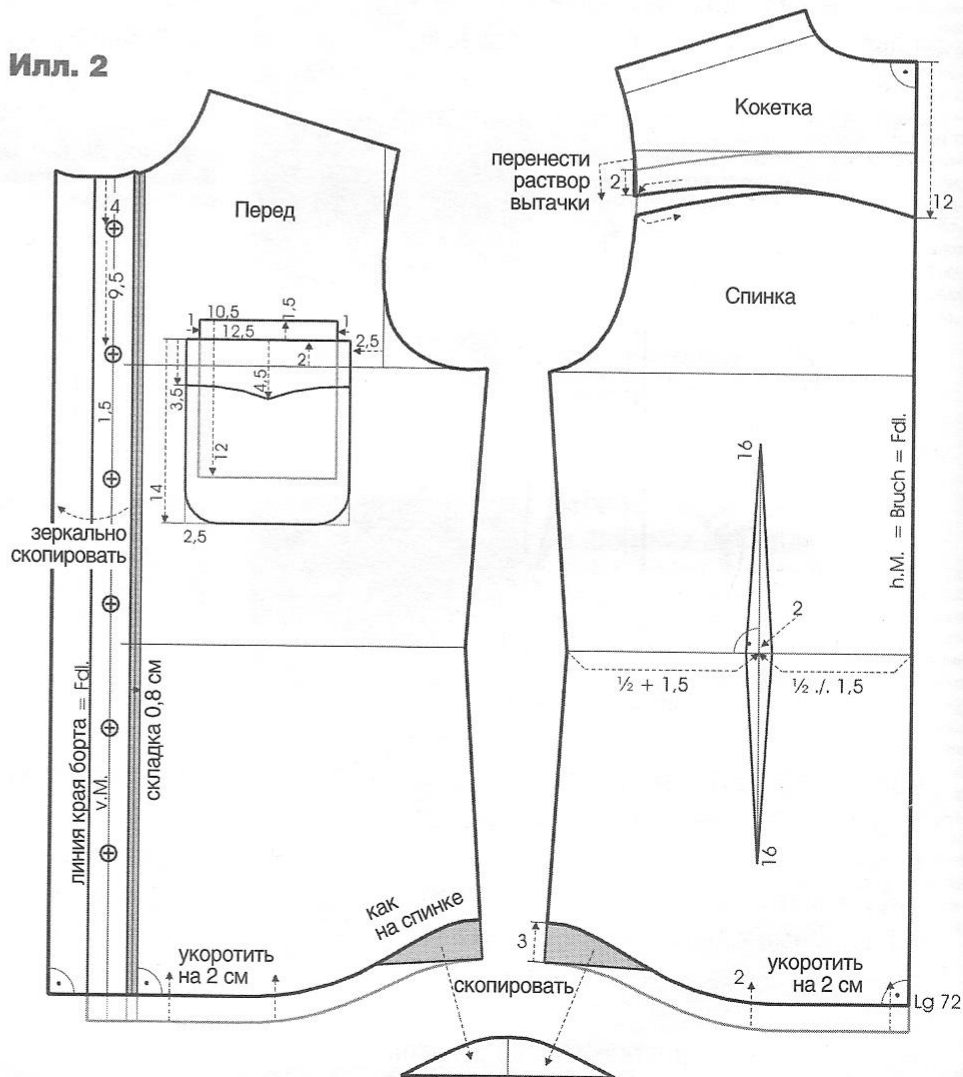 Илл. 2
Кокетка
перенести
раствор
вытачки
2
12
Перед
Спинка
4
9,5
1,5
10,5
1,5
1
1
12,5
2,5
2
3,5
4,5
12
14
2,5
зеркально
скопировать
16
h.M. = Bruch = Fdl.
2
½ + 1,5
½ ./. 1,5
16
линия края борта = Fdl.
v.M.
складка 0,8 см
как
на спинке
3
укоротить
на 2 см
скопировать
2
укоротить
на 2 см
Lg 72